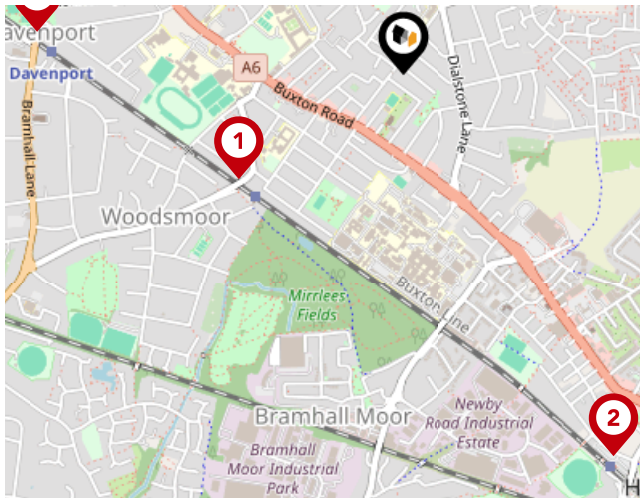 avenport
Davenport
A6
Buxton Road
Dialstone Lane
Bramhall Lane
1
Woodsmoor
Mirrlees
Fields
Buxton Line
Bramhall Moor
Newby
Road Industrial
Estate
2
Bramhall
Moor Industrial
Park
H